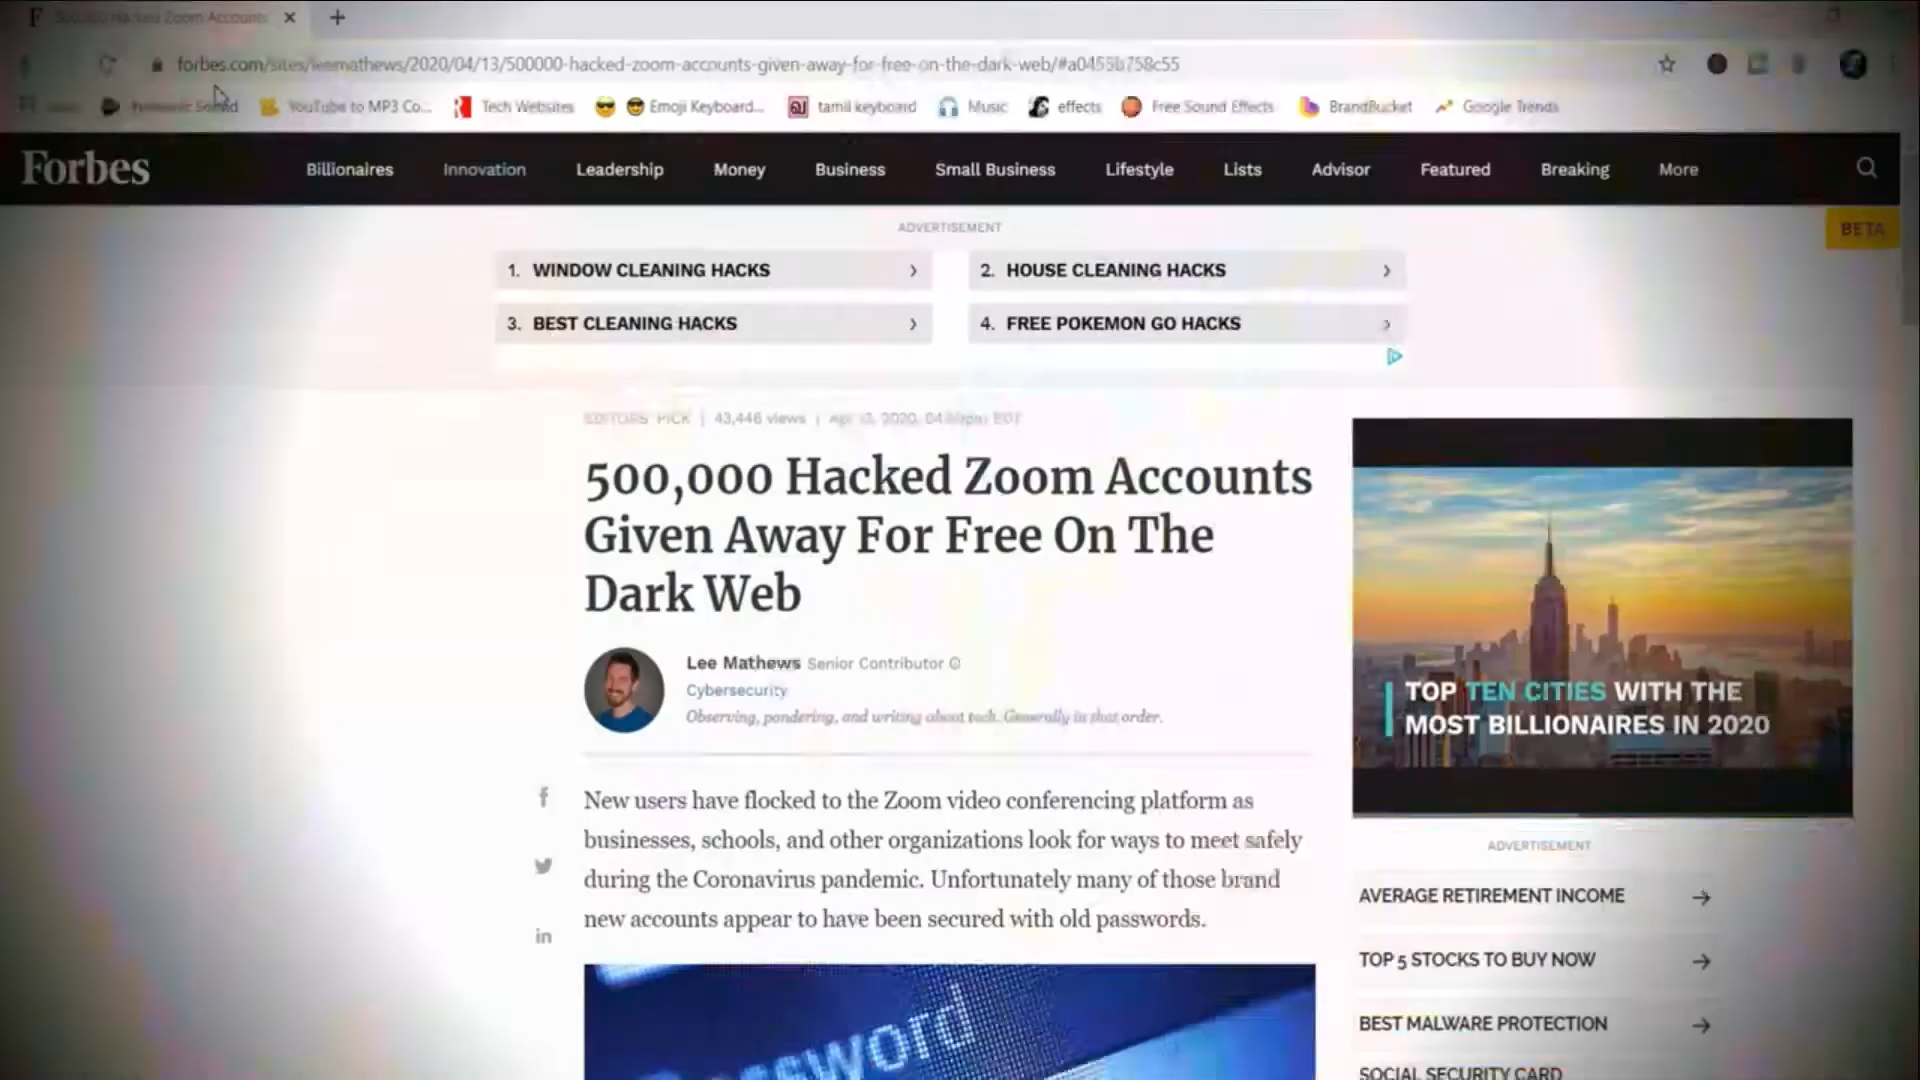 Hacked Zoom Accounts
forbes.com/sites/leemathews/2020/04/13/500000-hacked-zoom-accounts-given-away-for-free-on-the-dark-web/#a0455b758c55
YouTube to MP3 Co... Tech Websites Emoji Keyboard... tamil keyboard Music effects Free Sound Effects BrandBucket Google Trends
Forbes Billionaires Innovation Leadership Money Business Small Business Lifestyle Lists Advisor Featured Breaking More
ADVERTISEMENT
BETA
1. WINDOW CLEANING HACKS
2. HOUSE CLEANING HACKS
3. BEST CLEANING HACKS
4. FREE POKEMON GO HACKS
EDITORS' PICK | 43,446 views | Apr 13, 2020,
500,000 Hacked Zoom Accounts
Given Away For Free On The
Dark Web
Lee Mathews Senior Contributor
Cybersecurity
Observing, pondering, and writing about tech. Generally in that order.
New users have flocked to the Zoom video conferencing platform as
businesses, schools, and other organizations look for ways to meet safely
during the Coronavirus pandemic. Unfortunately many of those brand
new accounts appear to have been secured with old passwords.
ssword
TOP TEN CITIES WITH THE
MOST BILLIONAIRES IN 2020
ADVERTISEMENT
AVERAGE RETIREMENT INCOME
TOP 5 STOCKS TO BUY NOW
BEST MALWARE PROTECTION
SOCIAL SECURITY CARD